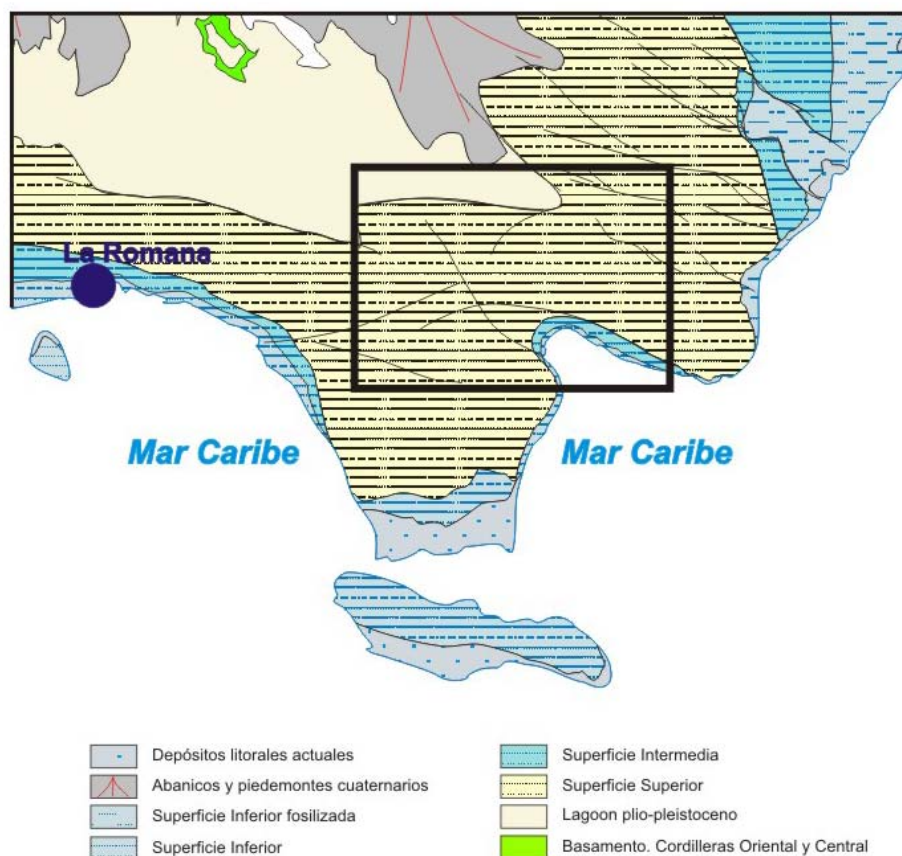 La Romana
Mar Caribe
Mar Caribe
Depósitos litorales actuales
Abanicos y piedemontes cuaternarios
Superficie Inferior fosilizada
Superficie Inferior
Superficie Intermedia
Superficie Superior
Lagoon plio-pleistoceno
Basamento. Cordilleras Oriental y Central